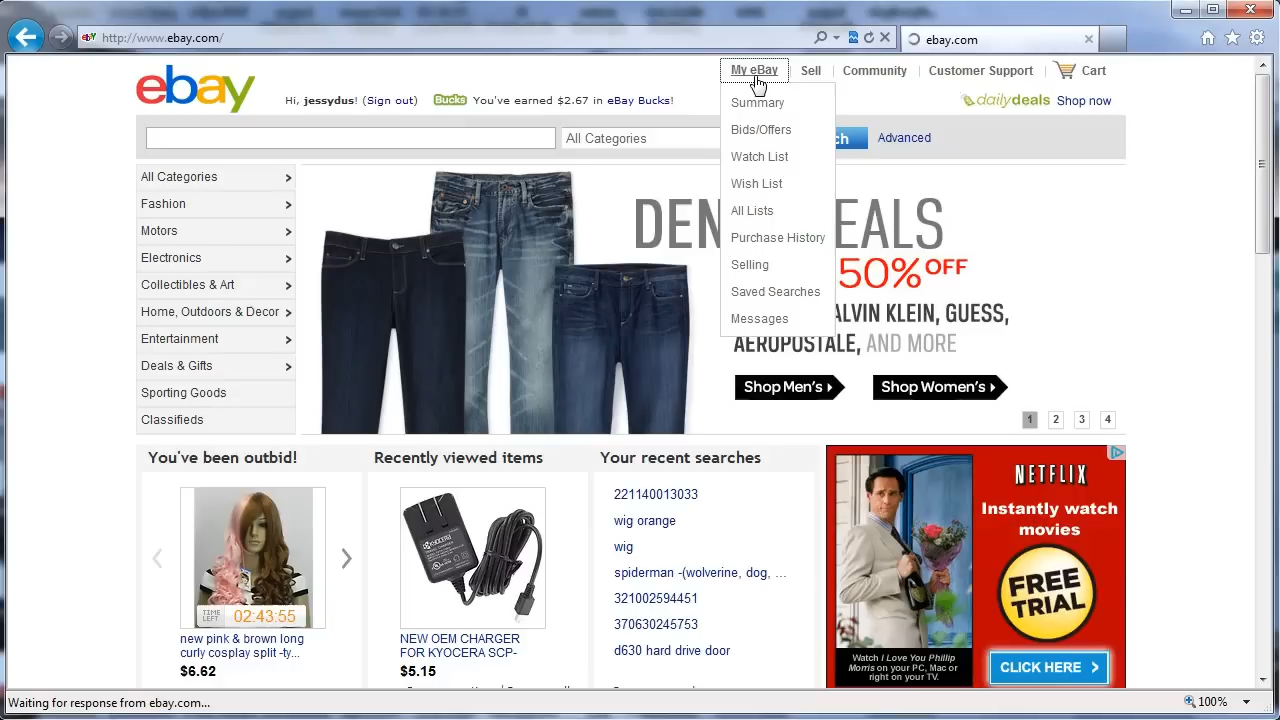 http://www.ebay.com/
ebay.com
My eBay
Sell
Community
Customer Support
Cart
ebay
Hi, jessydus! (Sign out)
Bucks
You've earned $2.67 in eBay Bucks!
dailydeals
Shop now
Summary
Bids/Offers
Watch List
Wish List
All Lists
Purchase History
Selling
Saved Searches
Messages
All Categories
ch
Advanced
All Categories
Fashion
Motors
Electronics
Collectibles & Art
Home, Outdoors & Decor
Entertainment
Deals & Gifts
Sporting Goods
Classifieds
DEN EALS
50% OFF
ALVIN KLEIN, GUESS,
AEROPOSTALE, AND MORE
Shop Men's
Shop Women's
1 2 3 4
You've been outbid!
TIME LEFT 02:43:55
new pink & brown long
curly cosplay split -ty...
$6.62
Recently viewed items
KYOCERA
NEW OEM CHARGER
FOR KYOCERA SCP-
$5.15
Your recent searches
221140013033
wig orange
wig
spiderman -(wolverine, dog, ...
321002594451
370630245753
d630 hard drive door
NETFLIX
Instantly watch
movies
FREE
TRIAL
CLICK HERE
Watch I Love You Phillip
Morris on your PC, Mac or
right on your TV.
Waiting for response from ebay.com...
100%